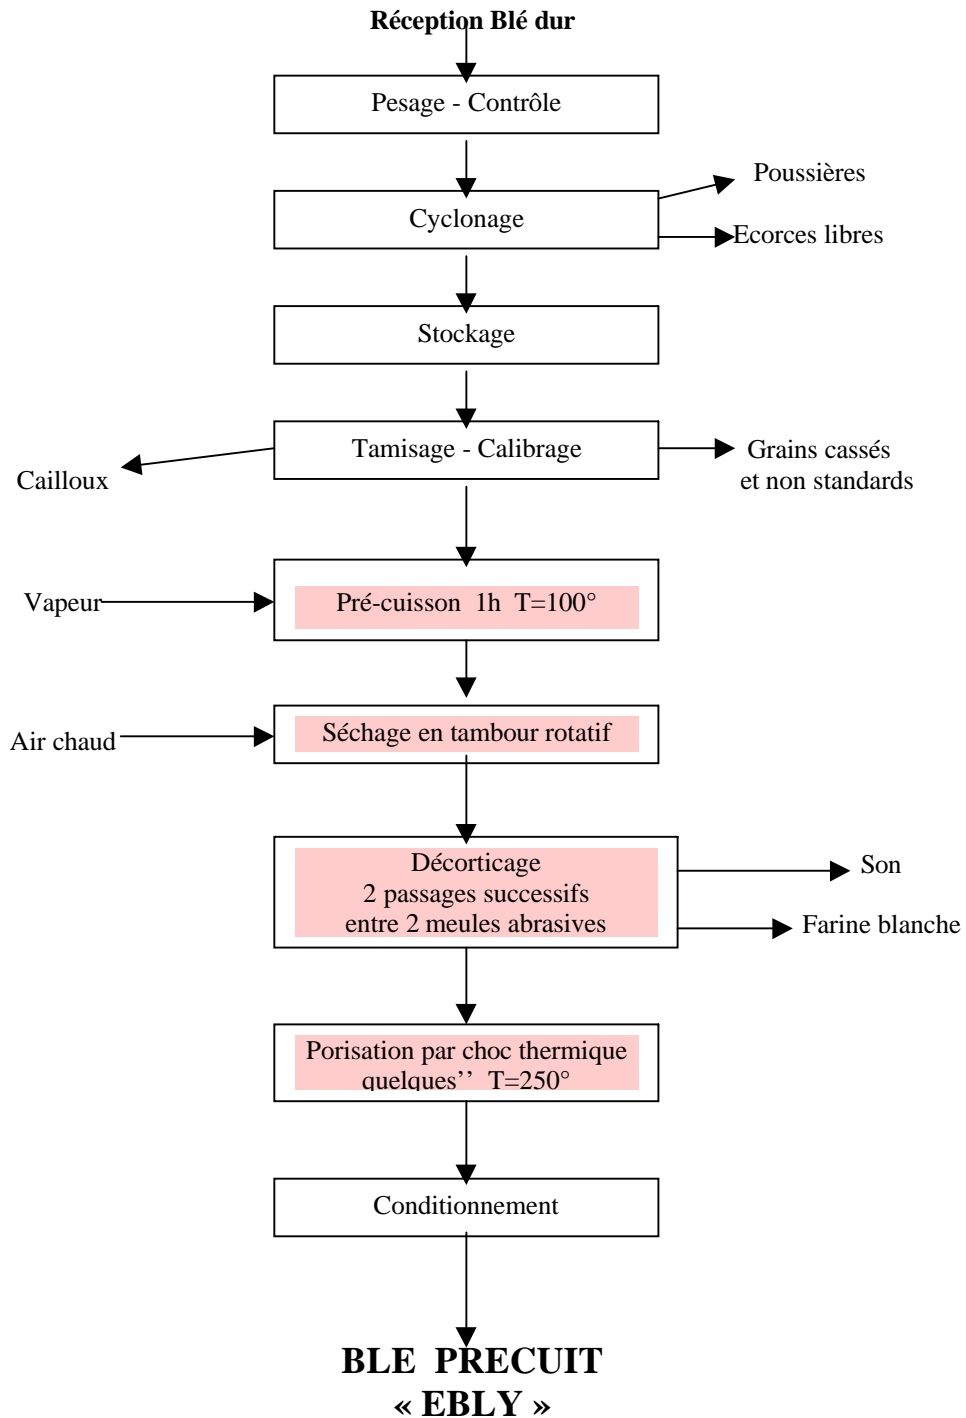 Réception Blé dur
Pesage - Contrôle
Poussières
Cyclonage
Ecorces libres
Stockage
Tamisage - Calibrage
Grains cassés
et non standards
Cailloux
Vapeur
Pré-cuisson 1h T=100°
Air chaud
Séchage en tambour rotatif
Décorticage
2 passages successifs
entre 2 meules abrasives
Son
Farine blanche
Porisation par choc thermique
quelques’’ T=250°
Conditionnement
BLE PRECUIT
« EBLY »